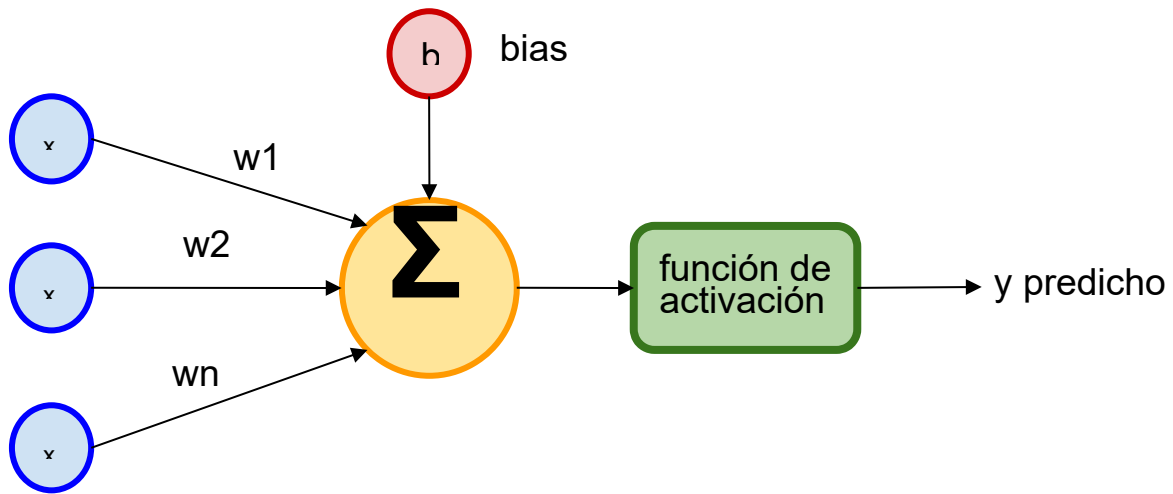 b
bias
x
w1
Σ
w2
x
función de
activación
y predicho
wn
x